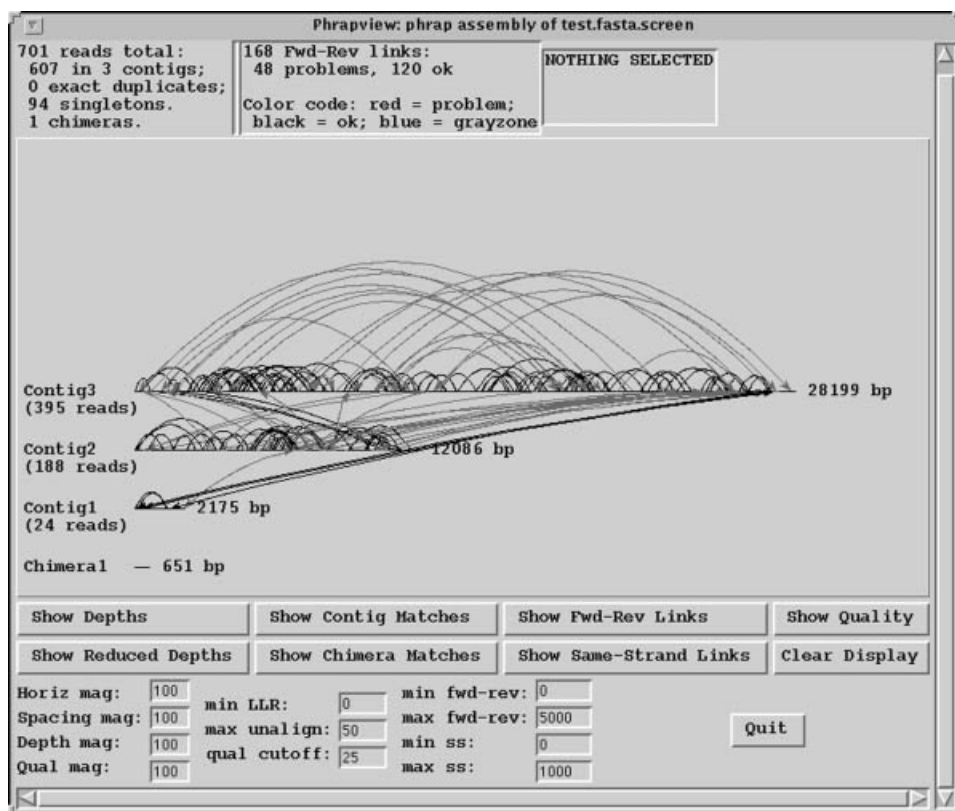 Phrapview: phrap assembly of test.fasta.screen
701 reads total:
607 in 3 contigs;
0 exact duplicates;
94 singletons.
1 chimeras.
168 Fwd-Rev links:
48 problems, 120 ok
Color code: red = problem;
black = ok; blue = grayzone
NOTHING SELECTED
Contig3
(395 reads)
28199 bp
Contig2
(188 reads)
12086 bp
Contig1
(24 reads)
2175 bp
Chimera1 — 651 bp
Show Depths
Show Contig Matches
Show Fwd-Rev Links
Show Quality
Show Reduced Depths
Show Chimera Matches
Show Same-Strand Links
Clear Display
Horiz mag: 100
Spacing mag: 100
Depth mag: 100
Qual mag: 100
min LLR: 0
max unalign: 50
qual cutoff: 25
min fwd-rev: 0
max fwd-rev: 5000
min ss: 0
max ss: 1000
Quit